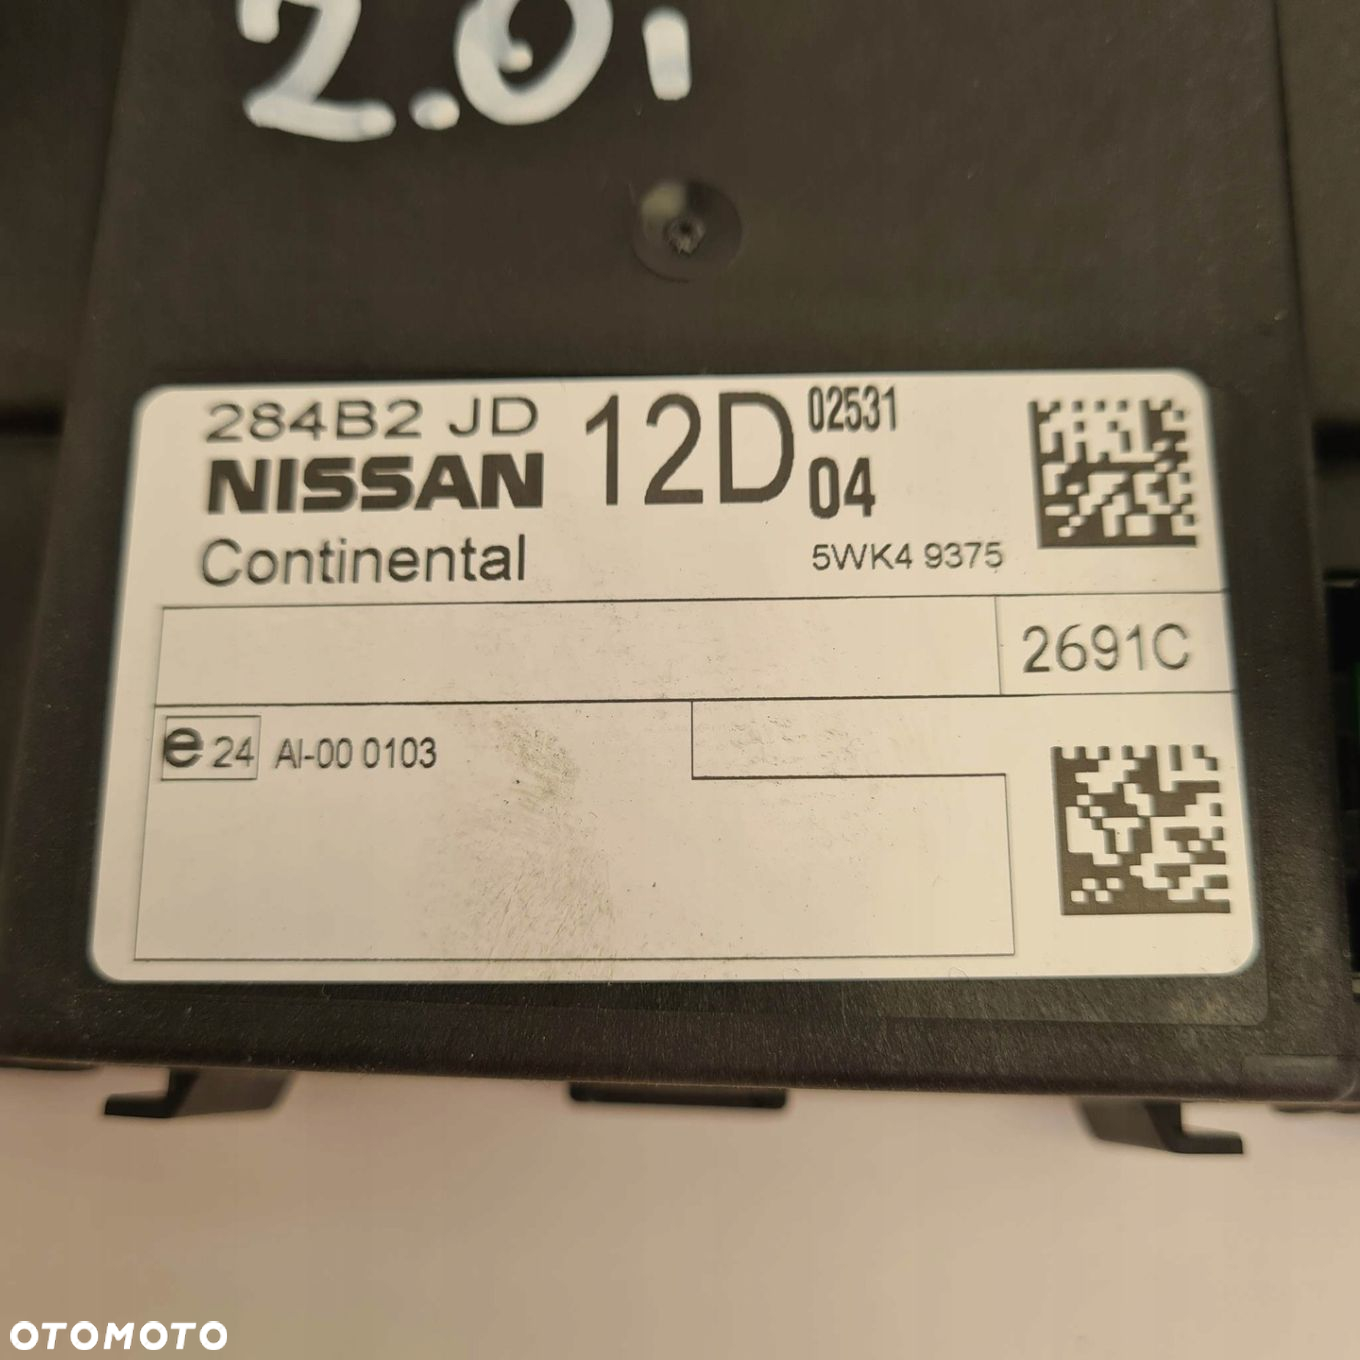 2.0i
284B2 JD 12D 02531
NISSAN 04
Continental 5WK4 9375
2691C
e 24 AI-00 0103
OTOMOTO